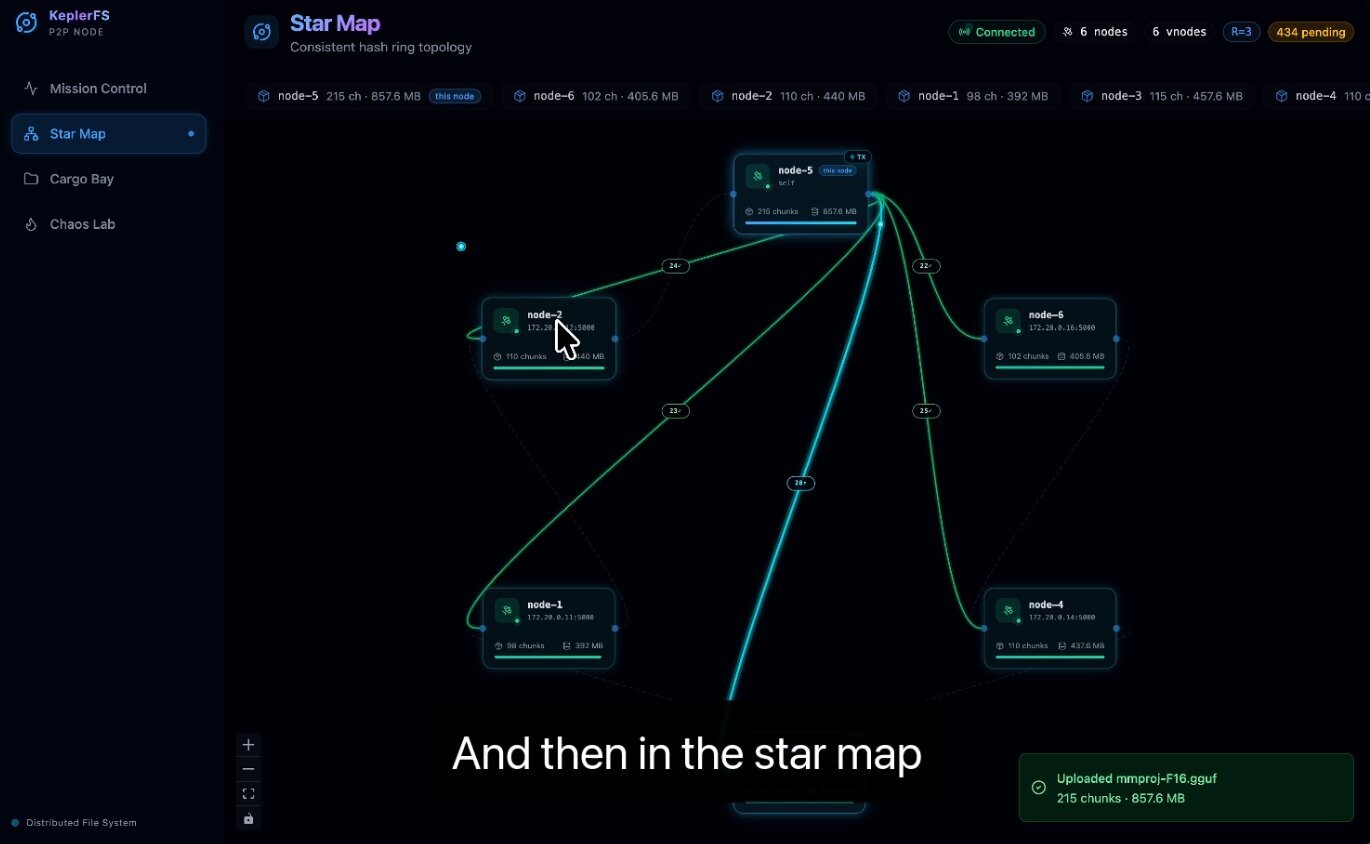 KeplerFS
P2P NODE
Mission Control
Star Map
Cargo Bay
Chaos Lab
Distributed File System
Star Map
Consistent hash ring topology
Connected
6 nodes
6 vnodes
R=3
434 pending
node-5 215 ch · 857.6 MB this node
node-6 102 ch · 405.6 MB
node-2 110 ch · 440 MB
node-1 98 ch · 392 MB
node-3 115 ch · 457.6 MB
node-4 110 c
TX
node-5 this node
self
215 chunks 857.6 MB
24✓
22✓
node-2
172.20. 12:5000
110 chunks 440 MB
node-6
172.20.0.16:5000
102 chunks 405.6 MB
23✓
25✓
28↑
node-1
172.20.0.11:5000
98 chunks 392 MB
node-4
172.20.0.14:5000
110 chunks 437.6 MB
And then in the star map
Uploaded mmproj-F16.gguf
215 chunks · 857.6 MB